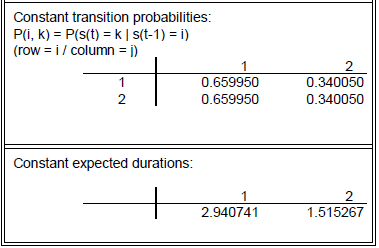 Constant transition probabilities:
P(i, k) = P(s(t) = k | s(t-1) = i)
(row = i / column = j)
1 2
1 0.659950 0.340050
2 0.659950 0.340050
Constant expected durations:
1 2
2.940741 1.515267